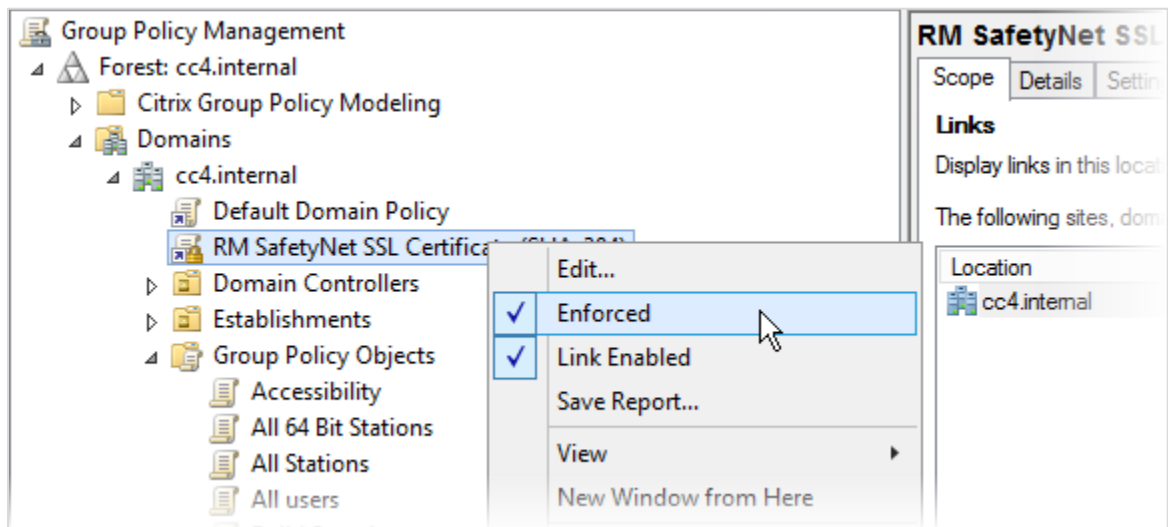 Group Policy Management
Forest: cc4.internal
Citrix Group Policy Modeling
Domains
cc4.internal
Default Domain Policy
RM SafetyNet SSL
Domain Controllers
Establishments
Group Policy Objects
Accessibility
All 64 Bit Stations
All Stations
All users
Edit...
Enforced
Link Enabled
Save Report...
View
New Window from Here
RM SafetyNet SSL
Scope Details
Links
Display links in this
The following sites,
Location
cc4.internal